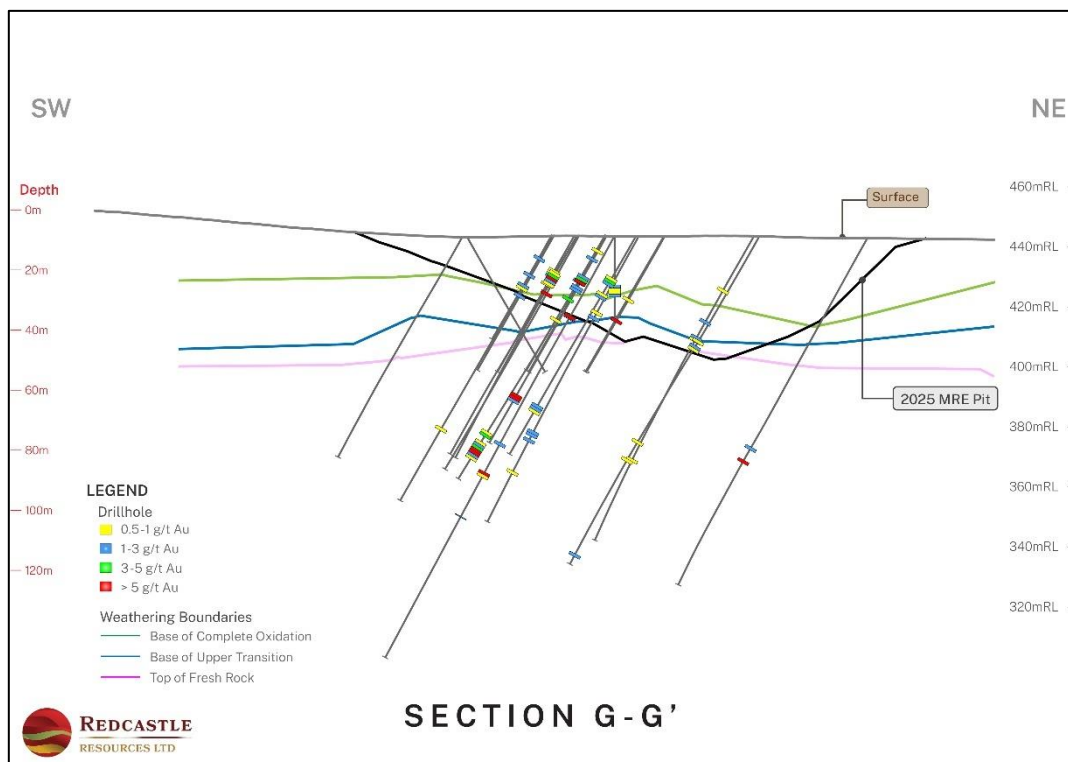 SW
NE
Depth
0m
20m
40m
60m
80m
100m
120m
460mRL
440mRL
420mRL
400mRL
380mRL
360mRL
340mRL
320mRL
Surface
2025 MRE Pit
LEGEND
Drillhole
0.5-1 g/t Au
1-3 g/t Au
3-5 g/t Au
> 5 g/t Au
Weathering Boundaries
Base of Complete Oxidation
Base of Upper Transition
Top of Fresh Rock
REDCASTLE
RESOURCES LTD
SECTION G-G'